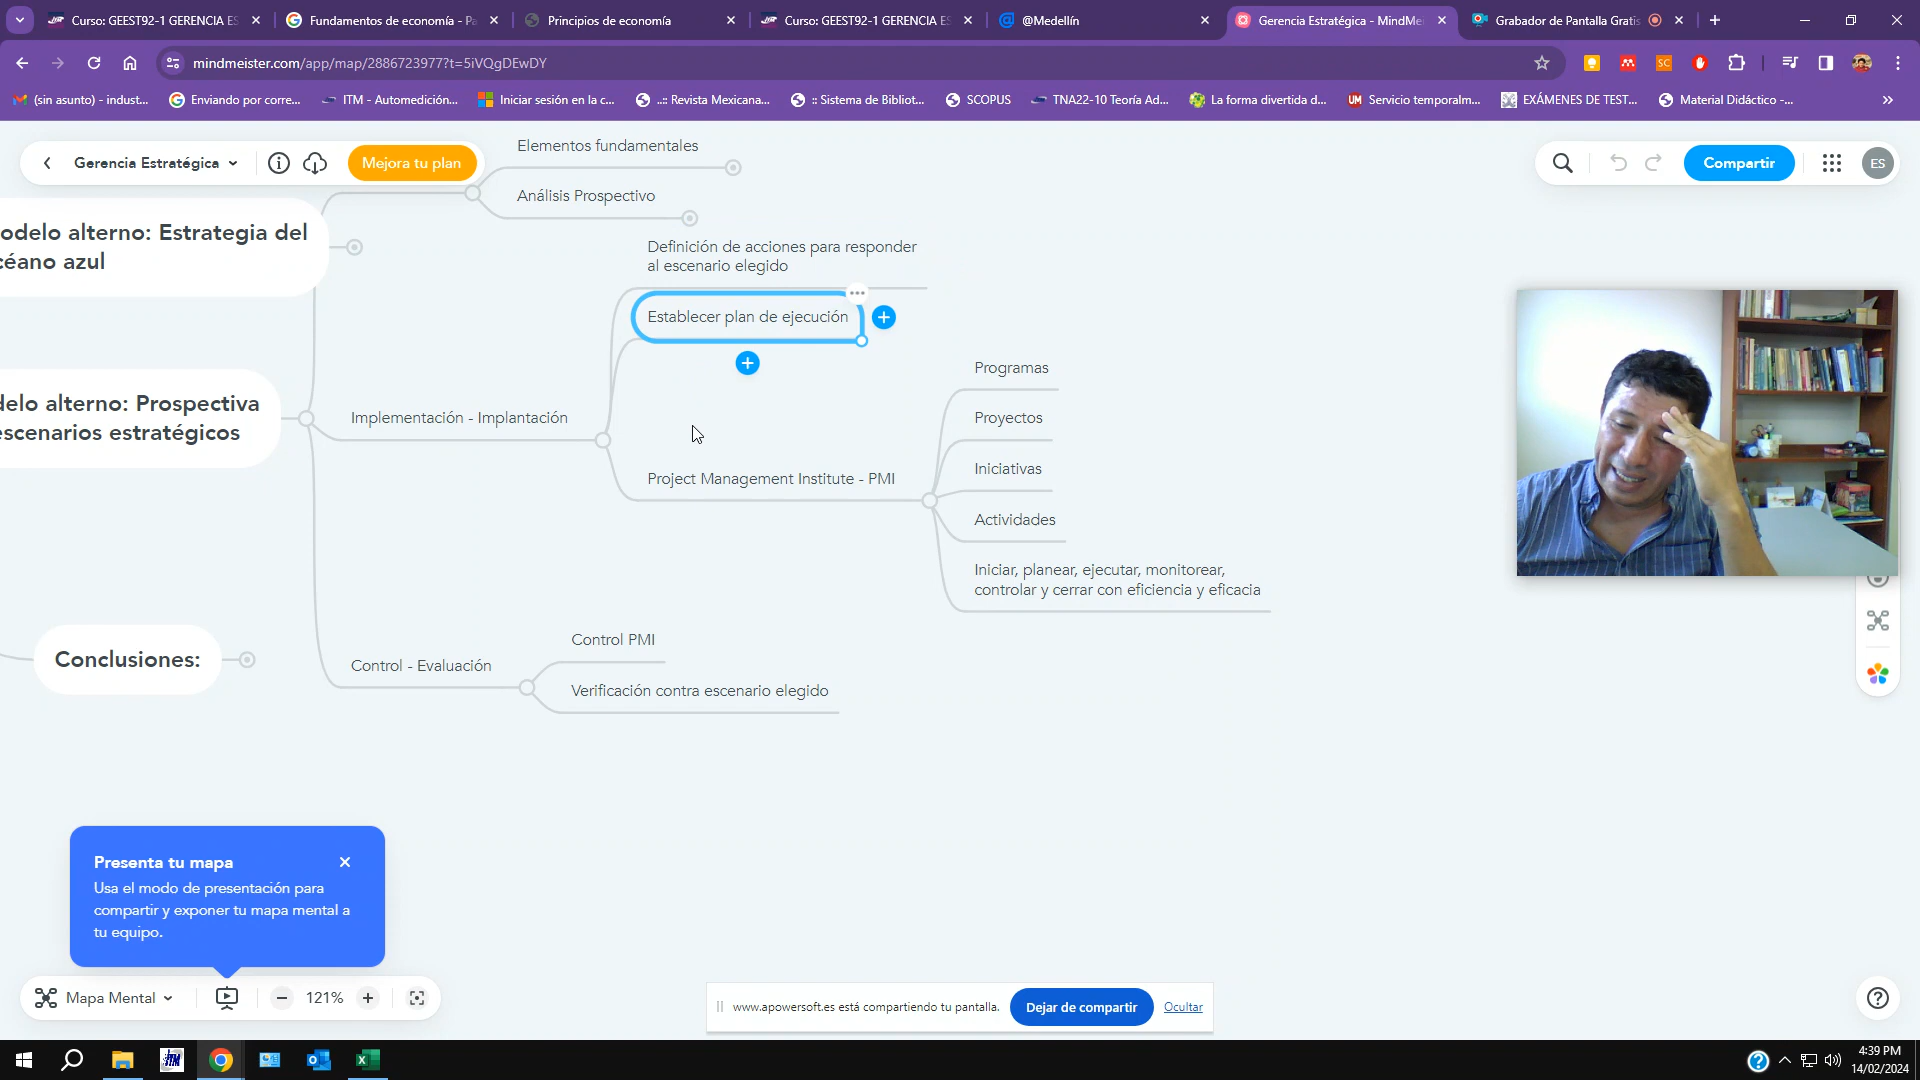 Curso: GEEST92-1 GERENCIA ES
Fundamentos de economía - Pa
Principios de economía
Curso: GEEST92-1 GERENCIA ES
@Medellín
Gerencia Estratégica - MindMei
Grabador de Pantalla Gratis
mindmeister.com/app/map/2886723977?t=5iVQgDEwDY
SC
(sin asunto) - indust...
Enviando por corre...
ITM - Automedición...
Iniciar sesión en la c...
..:: Revista Mexicana...
:: Sistema de Bibliot...
SCOPUS
TNA22-10 Teoría Ad...
La forma divertida d...
UM Servicio temporalm...
EXÁMENES DE TEST...
Material Didáctico -...
Gerencia Estratégica
Mejora tu plan
Compartir
ES
Elementos fundamentales
Análisis Prospectivo
odelo alterno: Estrategia del
céano azul
Definición de acciones para responder
al escenario elegido
Establecer plan de ejecución
delo alterno: Prospectiva
escenarios estratégicos
Implementación - Implantación
Project Management Institute - PMI
Programas
Proyectos
Iniciativas
Actividades
Iniciar, planear, ejecutar, monitorear,
controlar y cerrar con eficiencia y eficacia
Conclusiones:
Control - Evaluación
Control PMI
Verificación contra escenario elegido
Presenta tu mapa
Usa el modo de presentación para
compartir y exponer tu mapa mental a
tu equipo.
Mapa Mental
121%
www.apowersoft.es está compartiendo tu pantalla.
Dejar de compartir
Ocultar
ITM
4:39 PM
14/02/2024